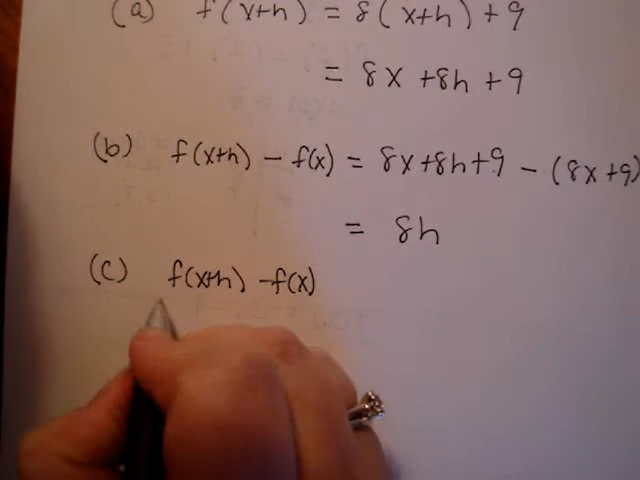 (a) f(x+h) = 8(x+h)+9
= 8x+8h+9
(b) f(x+h) - f(x) = 8x+8h+9 - (8x+9)
= 8h
(c) f(x+h) - f(x)